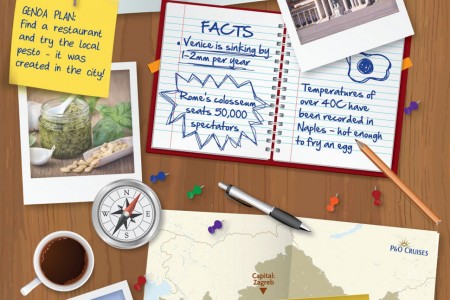 GENOA PLAN:
Find a restaurant
and try the local
pesto - it was
created in the city!
FACTS
• Venice is sinking by
1-2mm per year
Rome's colosseum
seats 50,000
spectators
Temperatures of
over 40C have
been recorded in
Naples - hot enough
to fry an egg
N
W E
S
P&O CRUISES
Capital:
Zagreb